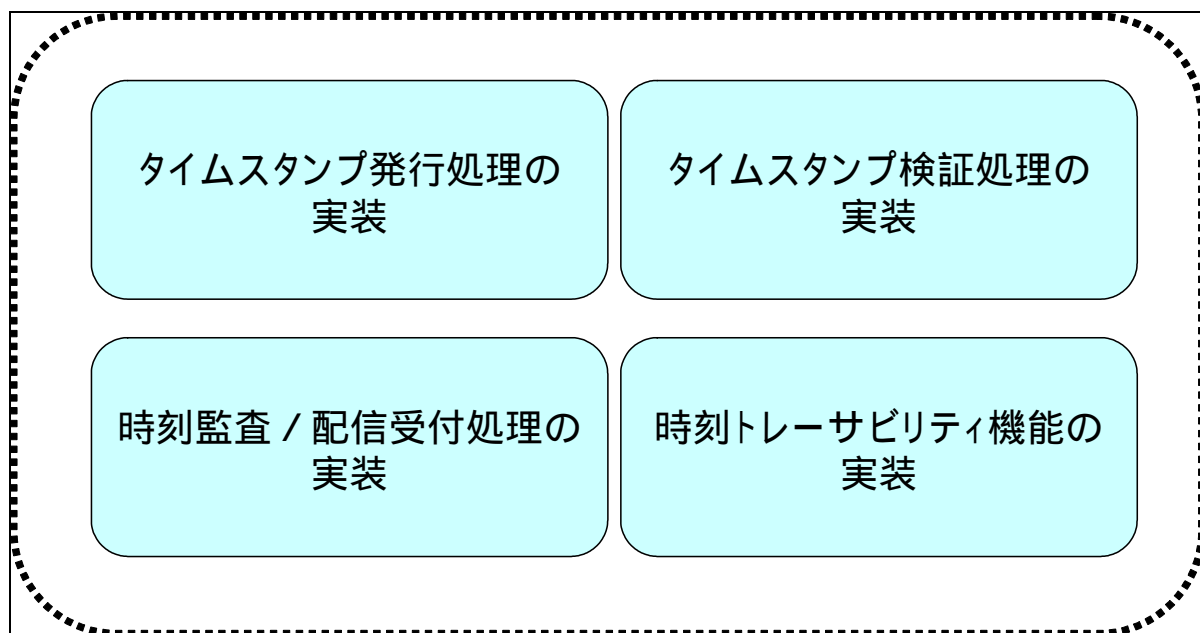 タイムスタンプ発行処理の
実装
タイムスタンプ検証処理の
実装
時刻監査/配信受付処理の
実装
時刻トレーサビリティ機能の
実装